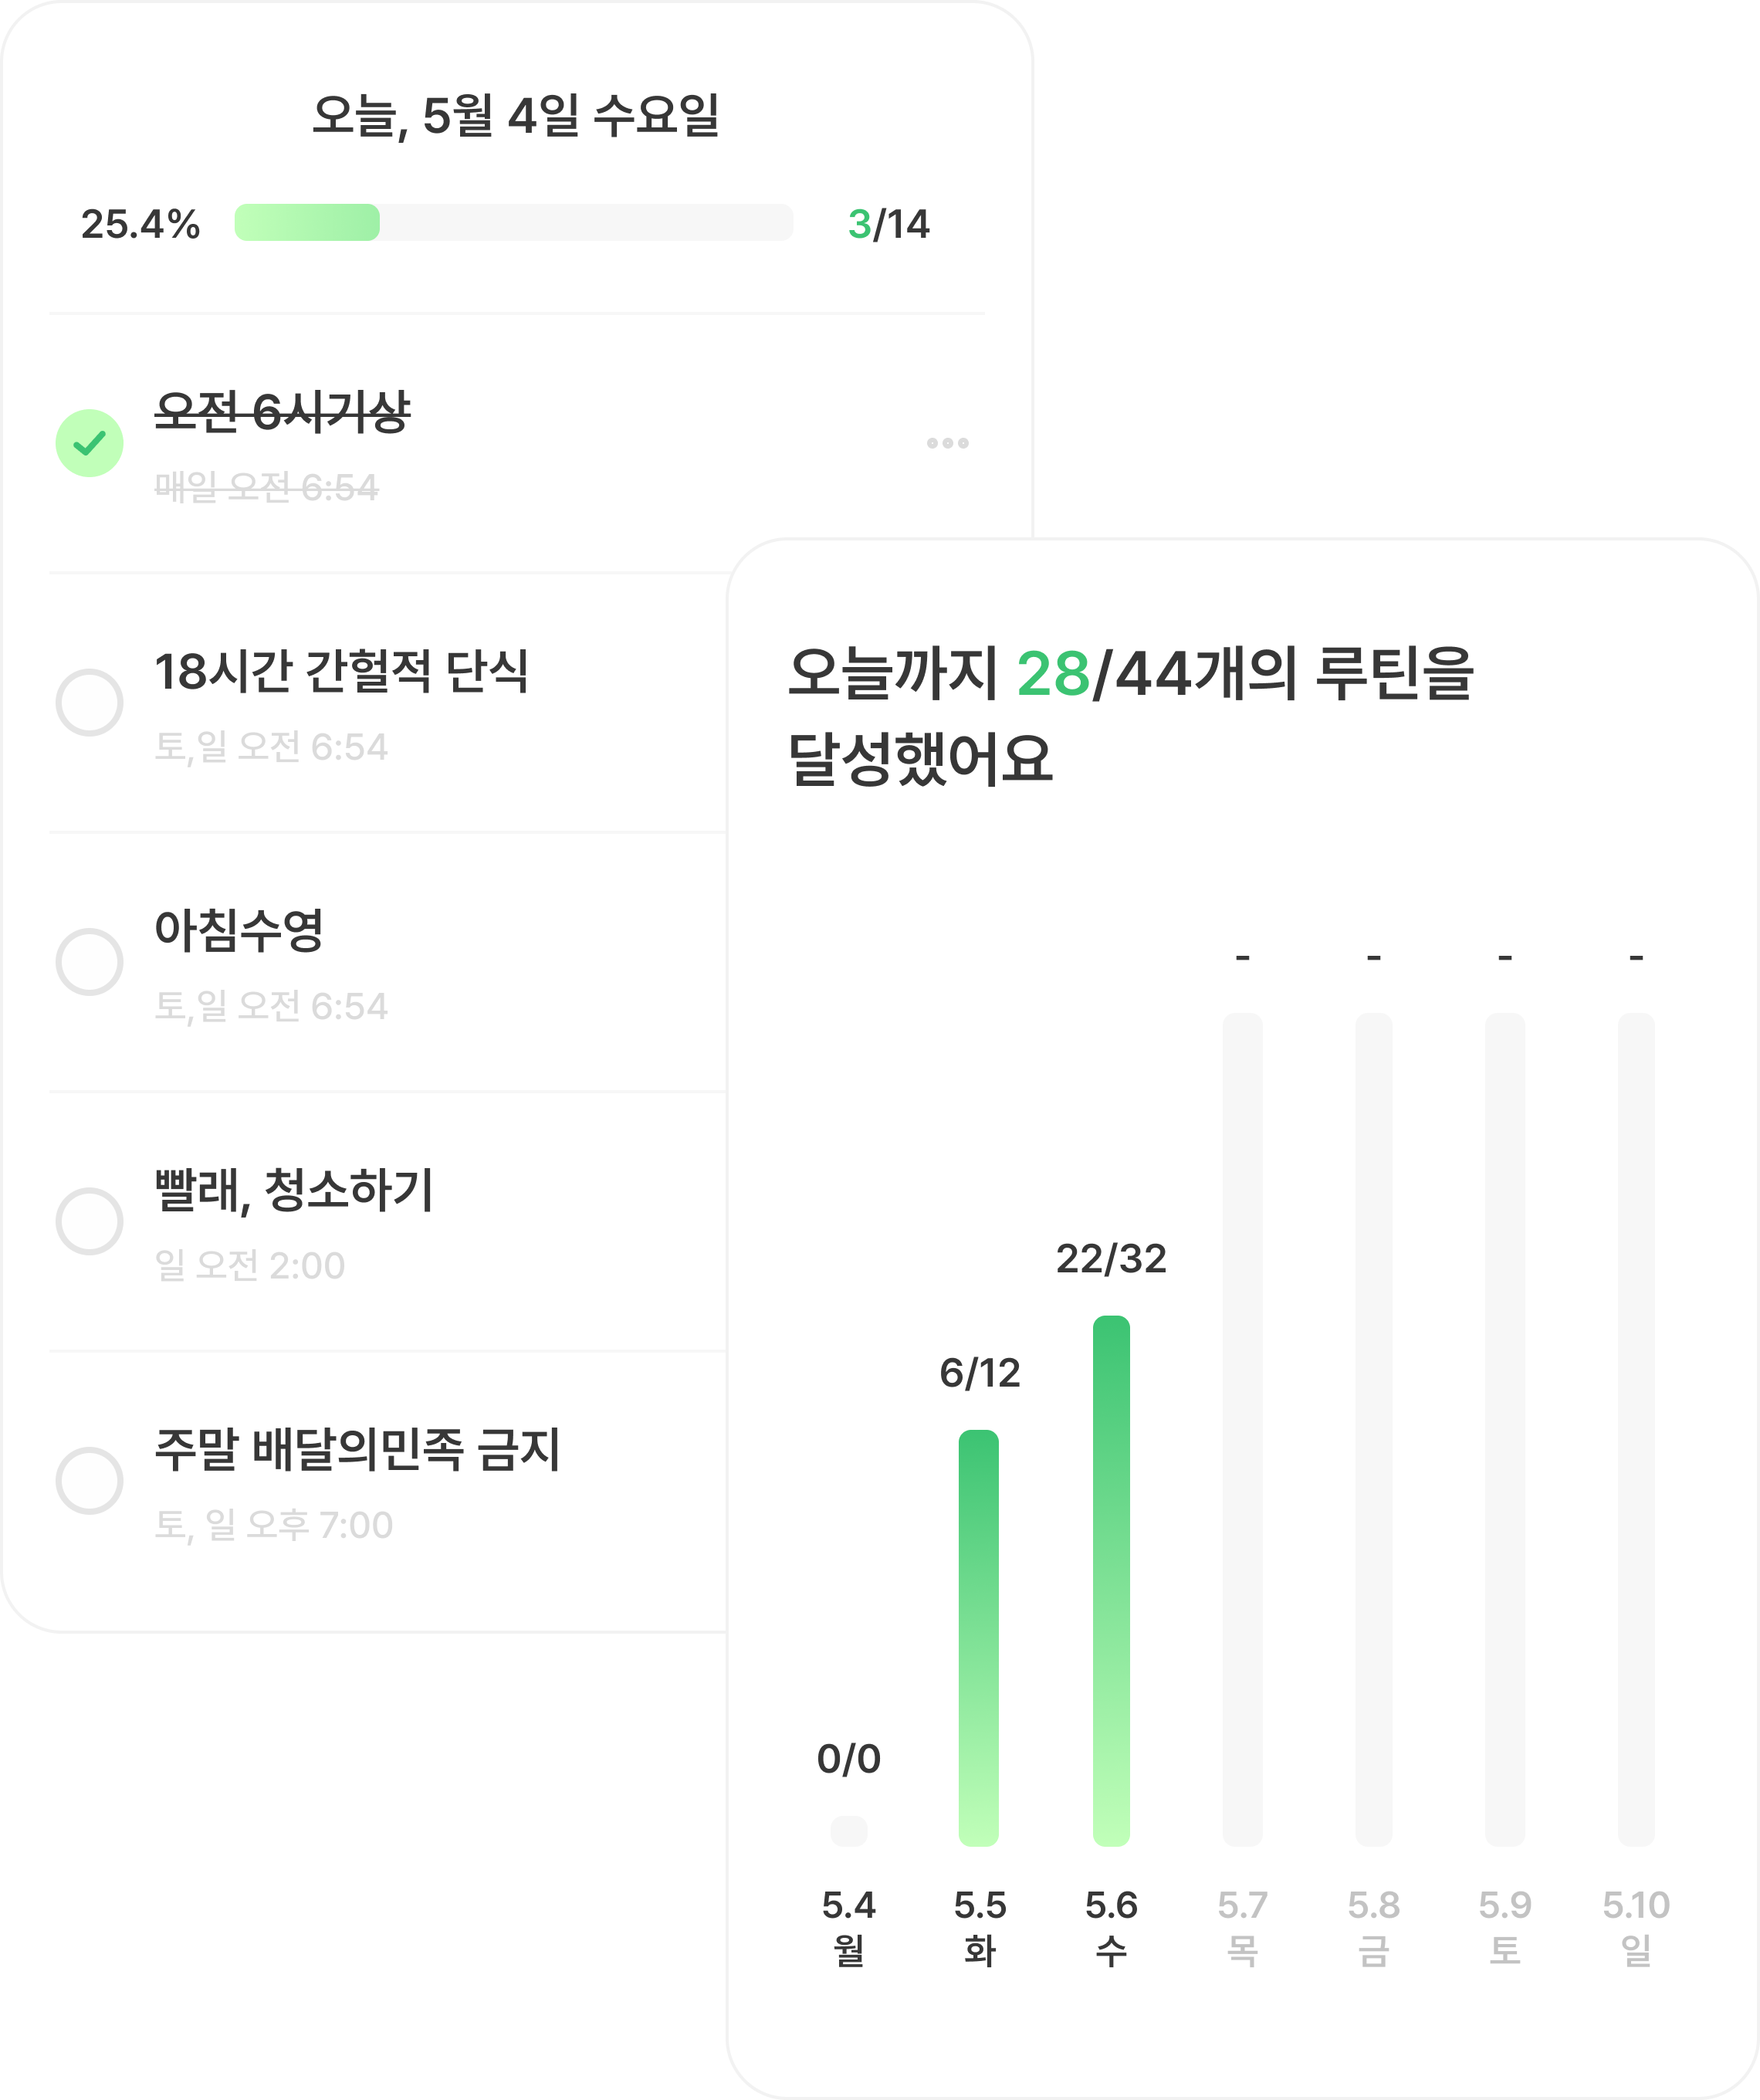 오늘, 5월 4일 수요일
25.4% 3/14
오전 6시기상
매일 오전 6:54
18시간 간헐적 단식
토,일 오전 6:54
아침수영
토,일 오전 6:54
빨래, 청소하기
일 오전 2:00
주말 배달의민족 금지
토, 일 오후 7:00
오늘까지 28/44개의 루틴을
달성했어요
- - - -
22/32
6/12
0/0
5.4 5.5 5.6 5.7 5.8 5.9 5.10
월 화 수 목 금 토 일